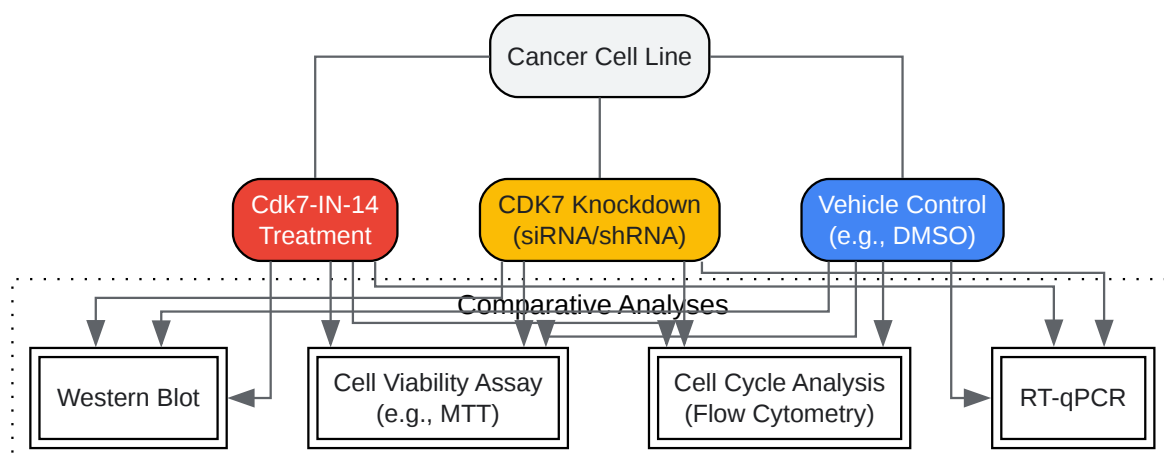 Cancer Cell Line
Cdk7-IN-14
Treatment
CDK7 Knockdown
(siRNA/shRNA)
Vehicle Control
(e.g., DMSO)
Comparative Analyses
Western Blot
Cell Viability Assay
(e.g., MTT)
Cell Cycle Analysis
(Flow Cytometry)
RT-qPCR